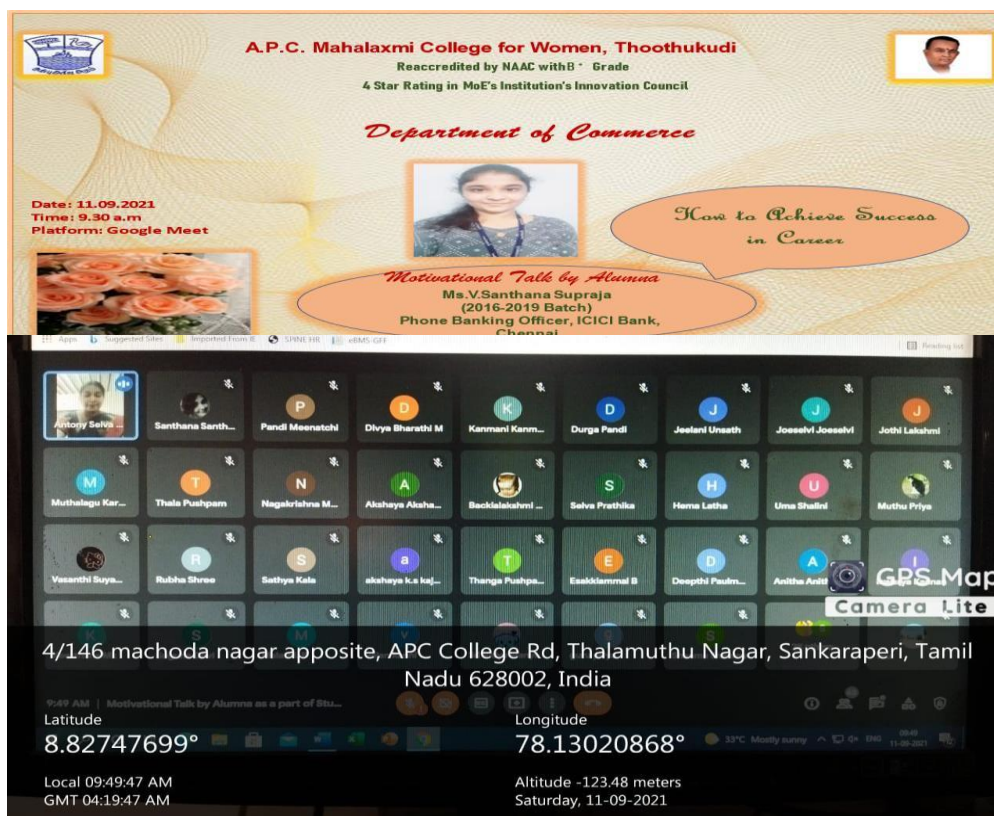 A.P.C. Mahalaxmi College for Women, Thoothukudi
Reaccredited by NAAC with B+ Grade
4 Star Rating in MoE's Institution's Innovation Council
Department of Commerce
Date: 11.09.2021
Time: 9.30 a.m
Platform: Google Meet
How to Achieve Success
in Career
Motivational Talk by Alumna
Ms.V.Santhana Supraja
(2016-2019 Batch)
Phone Banking Officer, ICICI Bank,
Chennai
Apps Suggested Sites Imported From IE SPINE HR eBMS-GFF Reading list
Antony Selva ... Santhana Santh... P Pandi Meenatchi D Divya Bharathi M K Kanmani Kanm... D Durga Pandi J Jeelani Unsath J Joeselvi Joeselvi J Jothi Lakshmi
M Muthalagu Kar... T Thala Pushpam N Nagakrishna M... A Akshaya Aksha... Backialakshmi ... S Selva Prathika H Hema Latha U Uma Shalini Muthu Priya
Vasanthi Suya... R Rubha Shree S Sathya Kala a akshaya k.s kaj... T Thanga Pushpa... E Esakkiammal B D Deepthi Paulm... A Anitha
GPS Map
Camera Lite
K S M v S
4/146 machoda nagar apposite, APC College Rd, Thalamuthu Nagar, Sankaraperi, Tamil
Nadu 628002, India
9:49 AM | Motivational Talk by Alumna as a part of Stu...
Latitude
8.82747699°
Longitude
78.13020868°
33°C Mostly sunny ENG 11-09-2021
Local 09:49:47 AM
GMT 04:19:47 AM
Altitude -123.48 meters
Saturday, 11-09-2021